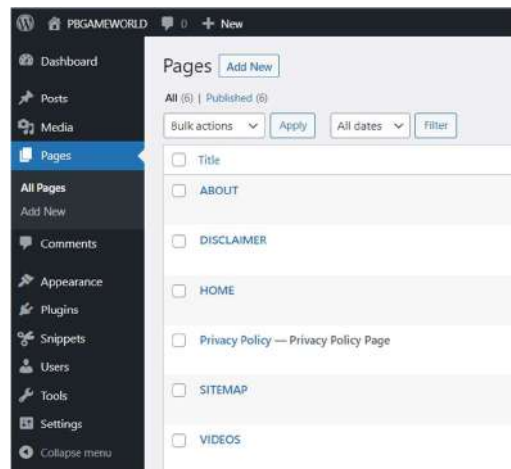 PBGAMEWORLD 0 + New
Dashboard
Posts
Media
Pages
All Pages
Add New
Comments
Appearance
Plugins
Snippets
Users
Tools
Settings
Collapse menu
Pages Add New
All (6) | Published (6)
Bulk actions Apply All dates Filter
Title
ABOUT
DISCLAIMER
HOME
Privacy Policy — Privacy Policy Page
SITEMAP
VIDEOS